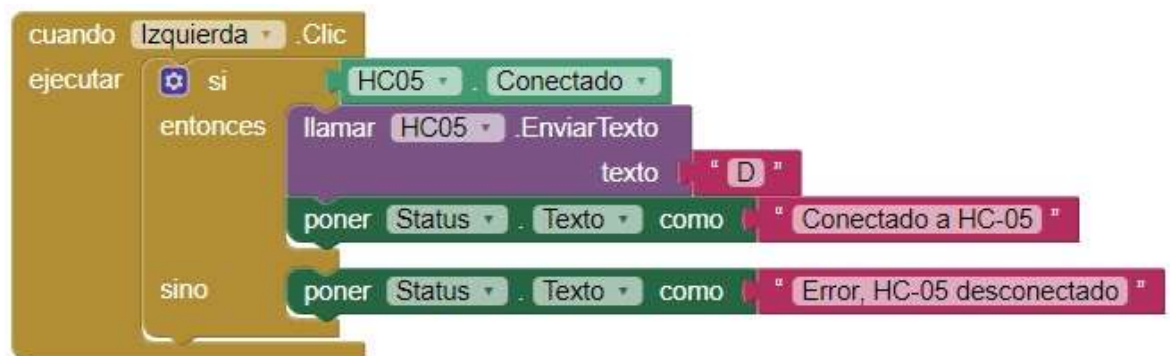 cuando Izquierda .Clic
ejecutar si HC05 . Conectado
entonces llamar HC05 .EnviarTexto
texto " D "
poner Status . Texto como " Conectado a HC-05 "
sino poner Status . Texto como " Error, HC-05 desconectado "